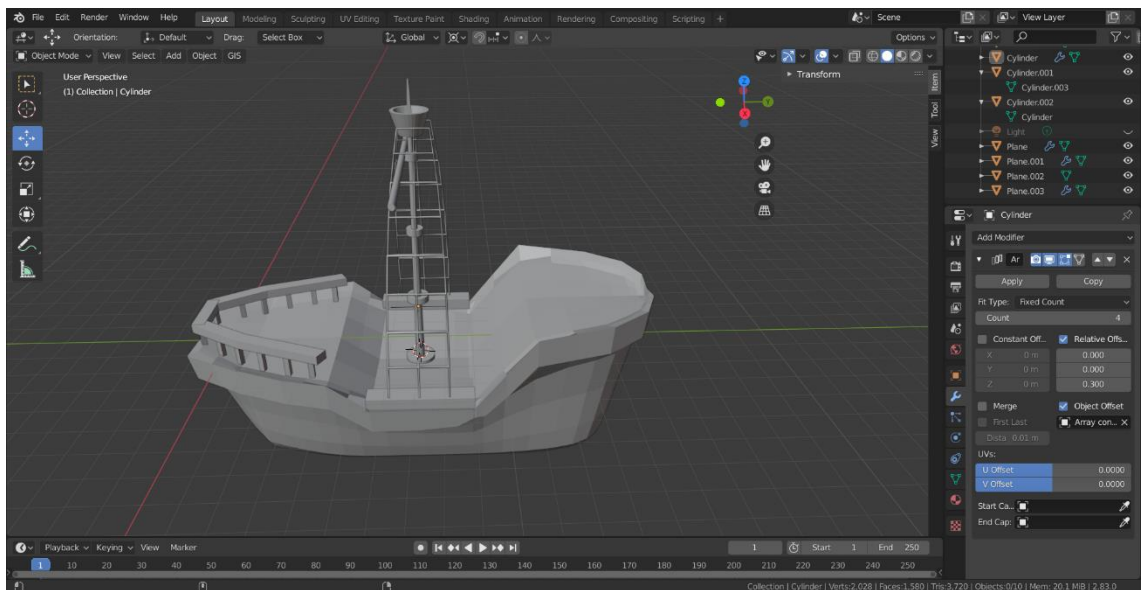 File Edit Render Window Help Layout Modeling Sculpting UV Editing Texture Paint Shading Animation Rendering Compositing Scripting + Scene View Layer
Orientation: Default Drag: Select Box Global Options
Object Mode View Select Add Object GIS
User Perspective
(1) Collection | Cylinder
Transform
Item
Tool
View
Z
Y
X
Cylinder
Cylinder.001
Cylinder.003
Cylinder.002
Cylinder
Light
Plane
Plane.001
Plane.002
Plane.003
Cylinder
Add Modifier
Ar
Apply Copy
Fit Type: Fixed Count
Count 4
Constant Off... Relative Offs...
X 0 m 0.000
Y 0 m 0.000
Z 0 m 0.300
Merge Object Offset
First Last Array con...
Dista 0.01 m
UVs:
U Offset 0.0000
V Offset 0.0000
Start Ca...
End Cap:
Playback Keying View Marker 1 Start 1 End 250
1 10 20 30 40 50 60 70 80 90 100 110 120 130 140 150 160 170 180 190 200 210 220 230 240 250
Collection | Cylinder | Verts:2,028 | Faces:1,580 | Tris:3,720 | Objects:0/10 | Mem: 20.1 MiB | 2.83.0